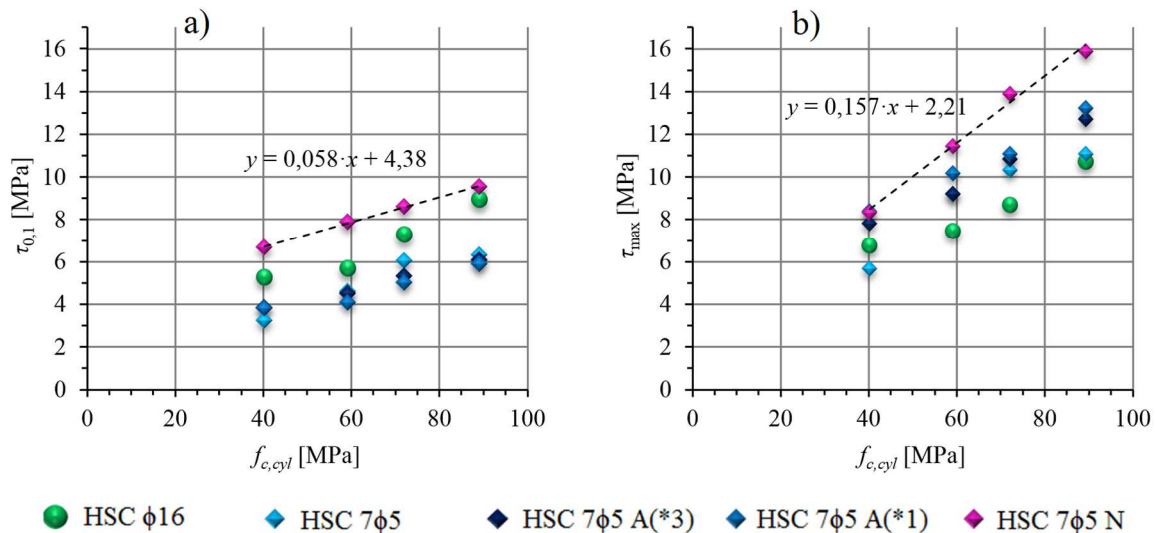 a)
16
14
12
10
8
6
4
2
0
τ0,1 [MPa]
y = 0,058·x + 4,38
0 20 40 60 80 100
fc,cyl [MPa]
b)
16
14
12
10
8
6
4
2
0
τmax [MPa]
y = 0,157·x + 2,21
0 20 40 60 80 100
fc,cyl [MPa]
HSC ϕ16 HSC 7ϕ5 HSC 7ϕ5 A(*3) HSC 7ϕ5 A(*1) HSC 7ϕ5 N